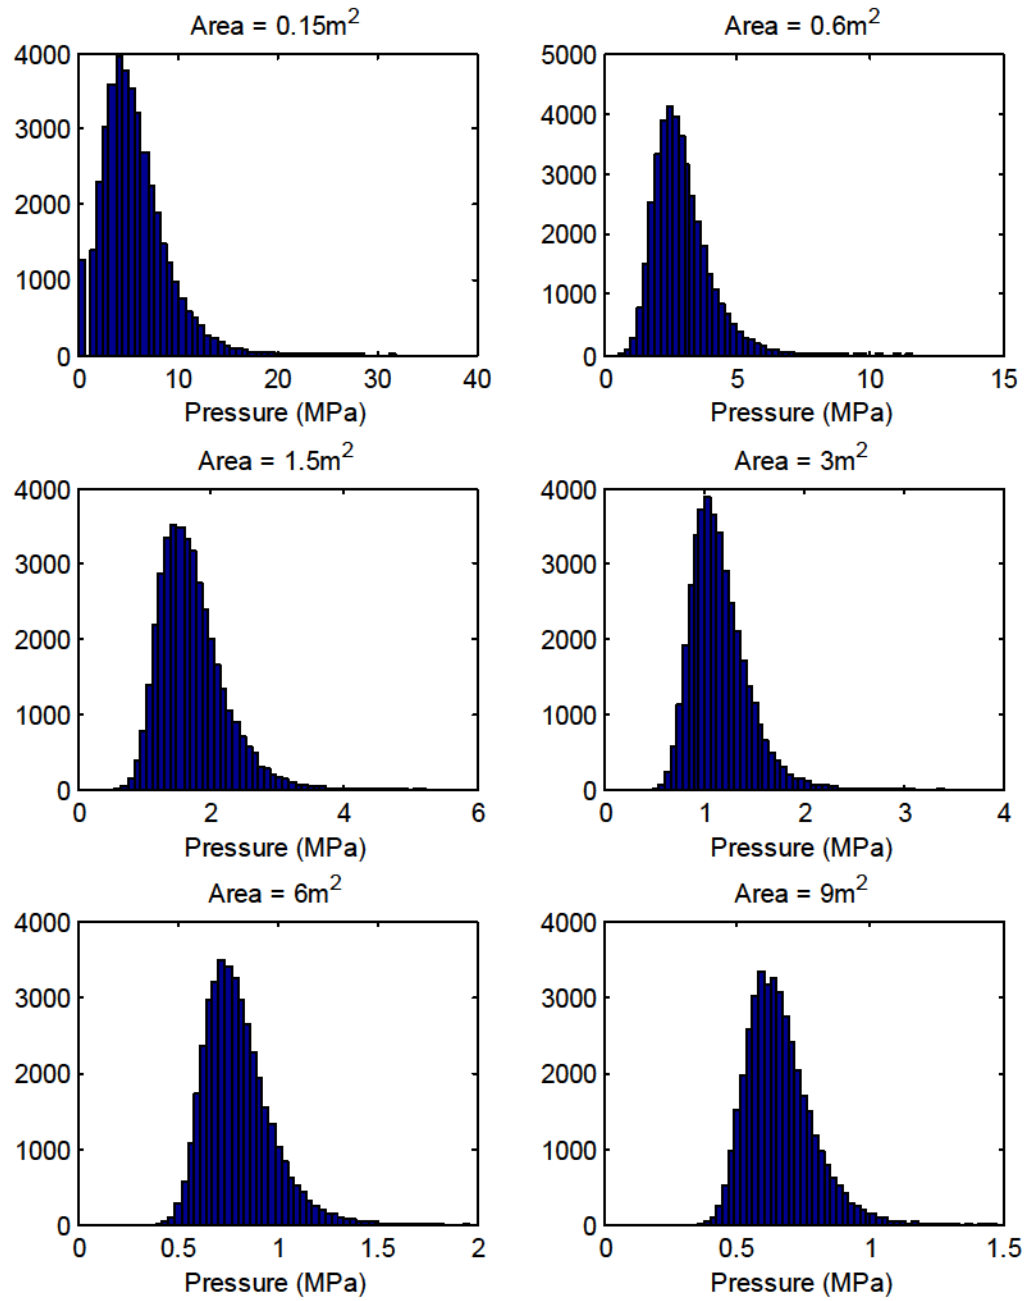 Area = 0.15m²
4000
3000
2000
1000
0
0 10 20 30 40
Pressure (MPa)
Area = 0.6m²
5000
4000
3000
2000
1000
0
0 5 10 15
Pressure (MPa)
Area = 1.5m²
4000
3000
2000
1000
0
0 2 4 6
Pressure (MPa)
Area = 3m²
4000
3000
2000
1000
0
0 1 2 3 4
Pressure (MPa)
Area = 6m²
4000
3000
2000
1000
0
0 0.5 1 1.5 2
Pressure (MPa)
Area = 9m²
4000
3000
2000
1000
0
0 0.5 1 1.5
Pressure (MPa)